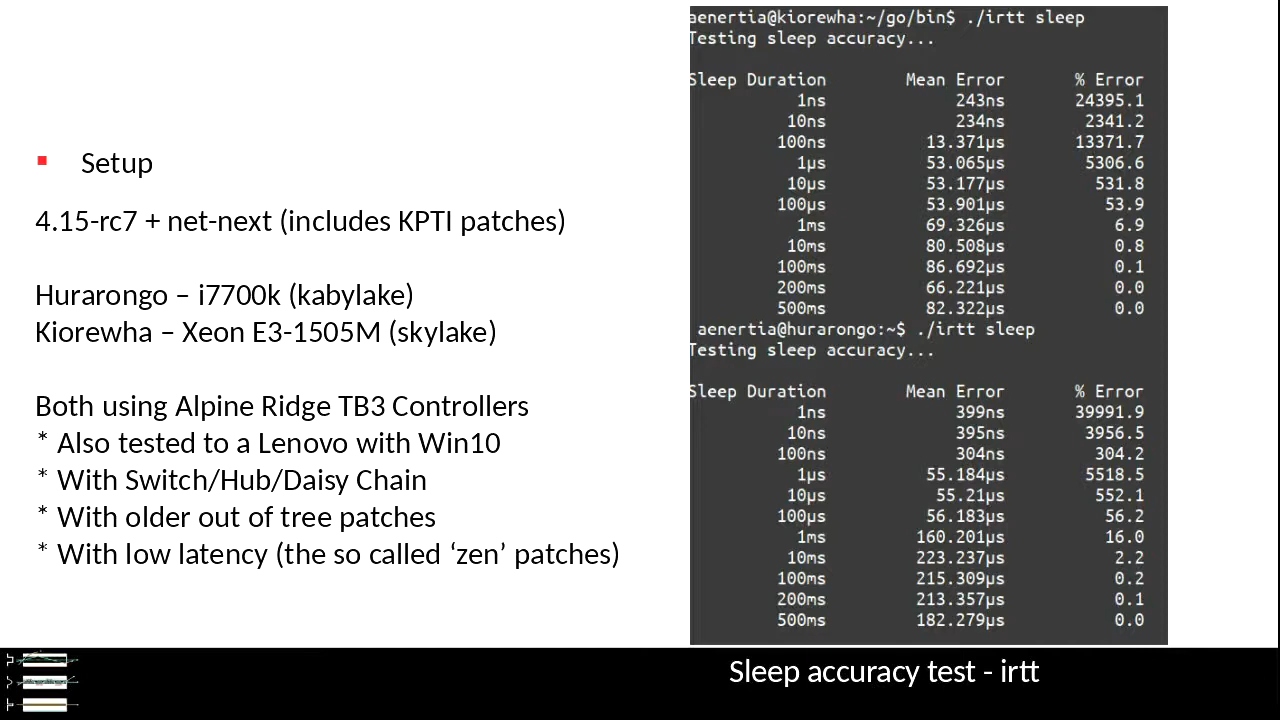 ▪ Setup
4.15-rc7 + net-next (includes KPTI patches)
Hurarongo – i7700k (kabylake)
Kiorewha – Xeon E3-1505M (skylake)
Both using Alpine Ridge TB3 Controllers
* Also tested to a Lenovo with Win10
* With Switch/Hub/Daisy Chain
* With older out of tree patches
* With low latency (the so called ‘zen’ patches)
aenertia@kiorewha:~/go/bin$ ./irtt sleep
Testing sleep accuracy...
Sleep Duration Mean Error % Error
1ns 243ns 24395.1
10ns 234ns 2341.2
100ns 13.371µs 13371.7
1µs 53.065µs 5306.6
10µs 53.177µs 531.8
100µs 53.901µs 53.9
1ms 69.326µs 6.9
10ms 80.508µs 0.8
100ms 86.692µs 0.1
200ms 66.221µs 0.0
500ms 82.322µs 0.0
aenertia@hurarongo:~$ ./irtt sleep
Testing sleep accuracy...
Sleep Duration Mean Error % Error
1ns 399ns 39991.9
10ns 395ns 3956.5
100ns 304ns 304.2
1µs 55.184µs 5518.5
10µs 55.21µs 552.1
100µs 56.183µs 56.2
1ms 160.201µs 16.0
10ms 223.237µs 2.2
100ms 215.309µs 0.2
200ms 213.357µs 0.1
500ms 182.279µs 0.0
Sleep accuracy test - irtt